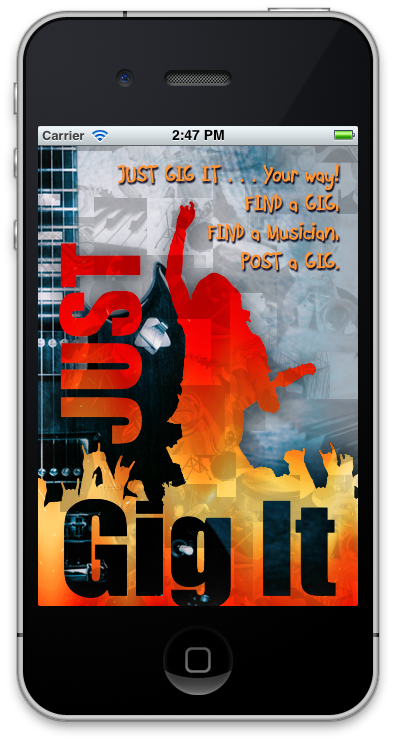 Carrier 2:47 PM
JUST GIG IT . . . Your way!
FIND a GIG,
FIND a Musician,
POST a GIG.
JUST
Gig It